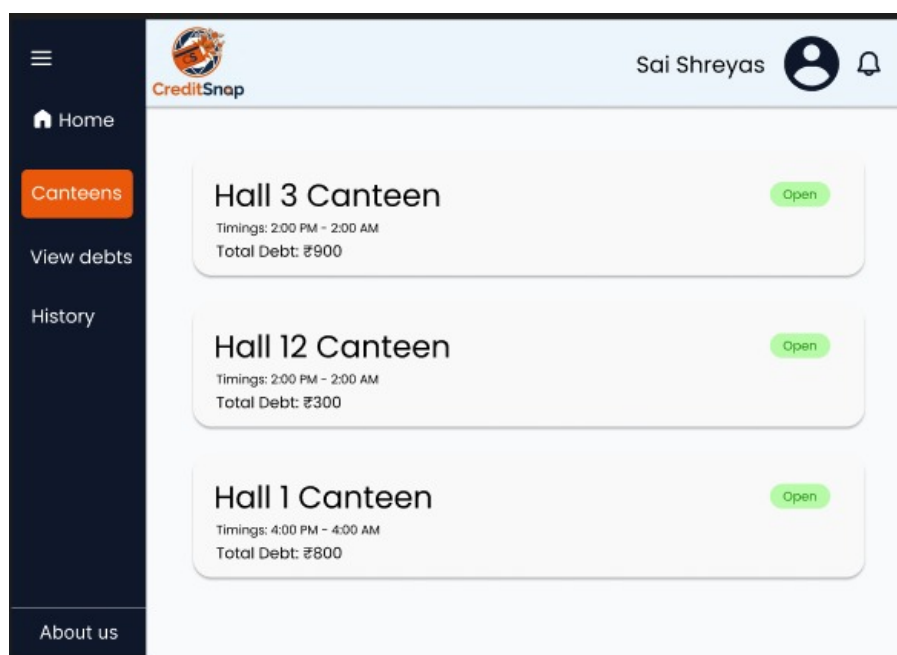 CS
CreditSnap
Sai Shreyas
Home
Canteens
View debts
History
About us
Hall 3 Canteen
Open
Timings: 2:00 PM - 2:00 AM
Total Debt: ₹900
Hall 12 Canteen
Open
Timings: 2:00 PM - 2:00 AM
Total Debt: ₹300
Hall 1 Canteen
Open
Timings: 4:00 PM - 4:00 AM
Total Debt: ₹800